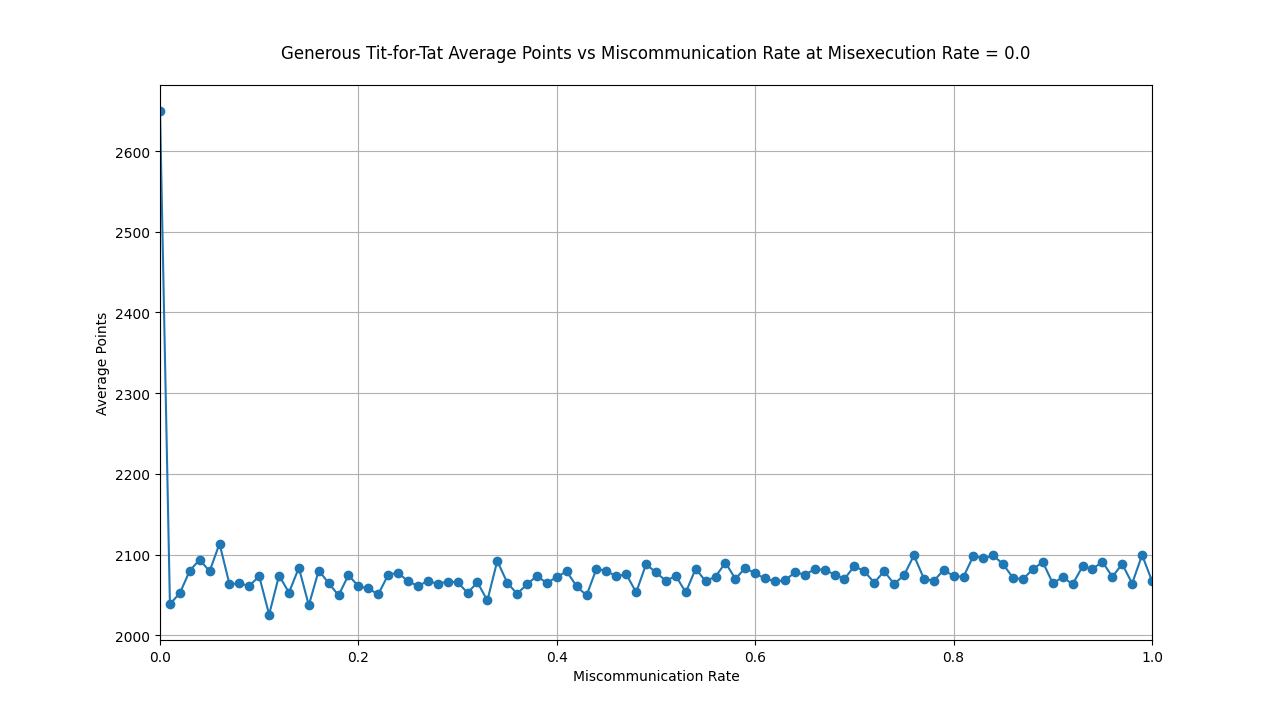 Generous Tit-for-Tat Average Points vs Miscommunication Rate at Misexecution Rate = 0.0
2600
2500
2400
2300
2200
2100
2000
Average Points
0.0 0.2 0.4 0.6 0.8 1.0
Miscommunication Rate